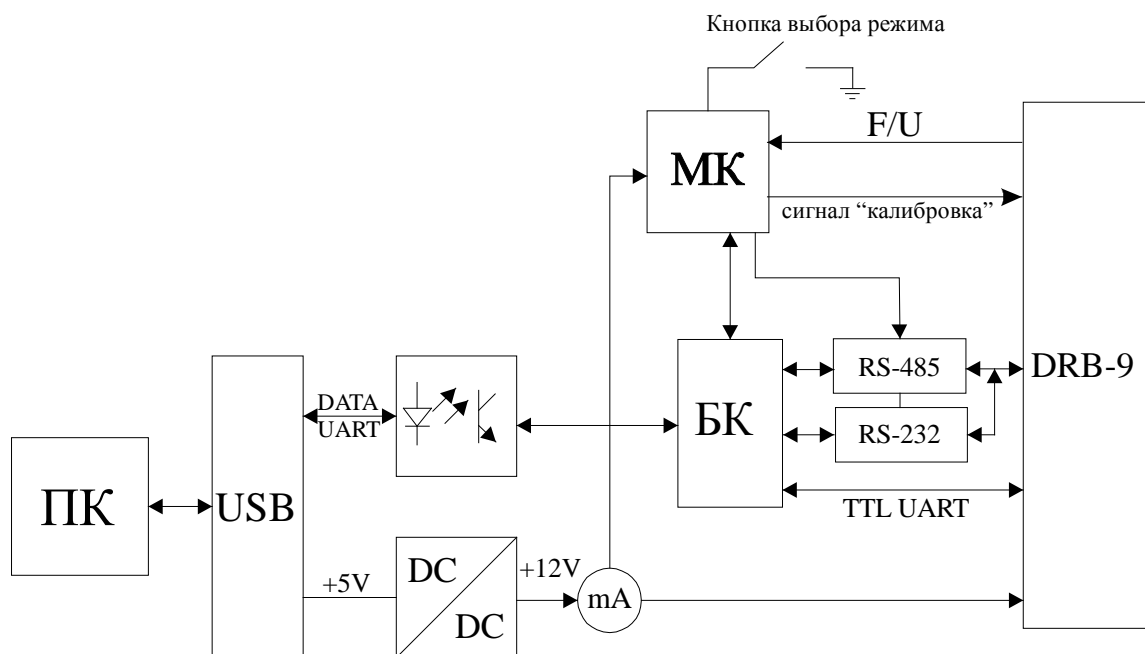 Кнопка выбора режима
МК
F/U
сигнал “калибровка”
DATA
UART
RS-485
DRB-9
БК
RS-232
ПК
USB
TTL UART
+5V
DC
DC
+12V
mA